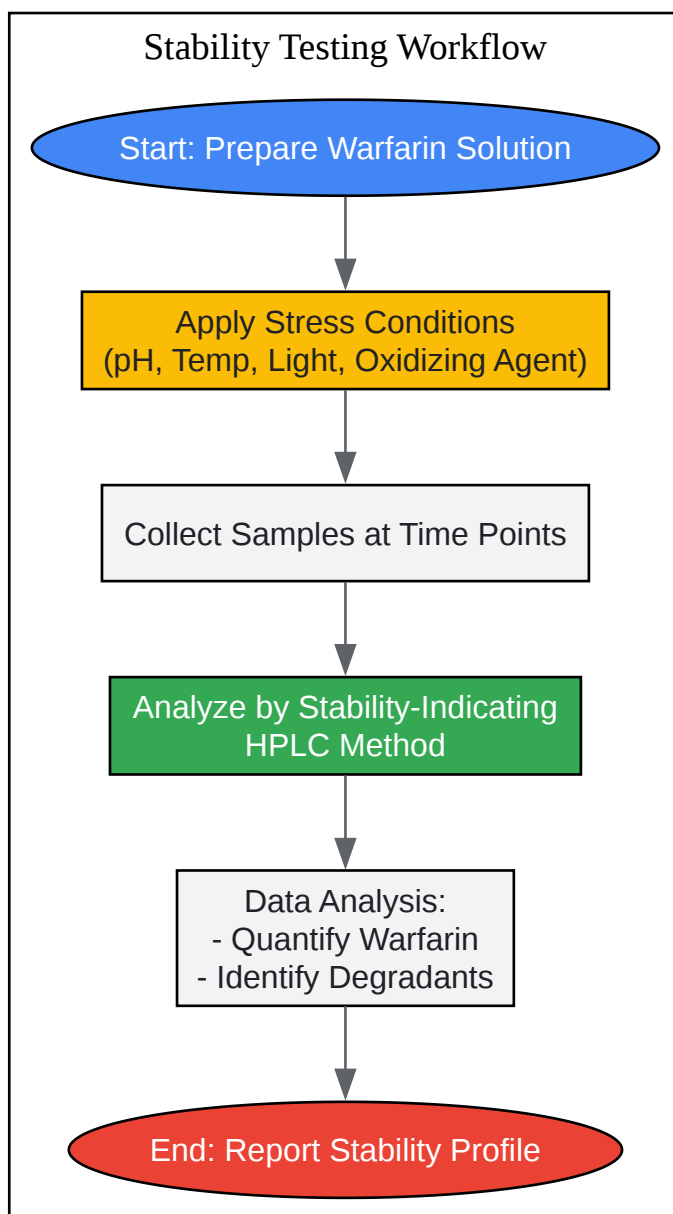 Stability Testing Workflow
Start: Prepare Warfarin Solution
Apply Stress Conditions
(pH, Temp, Light, Oxidizing Agent)
Collect Samples at Time Points
Analyze by Stability-Indicating
HPLC Method
Data Analysis:
- Quantify Warfarin
- Identify Degradants
End: Report Stability Profile